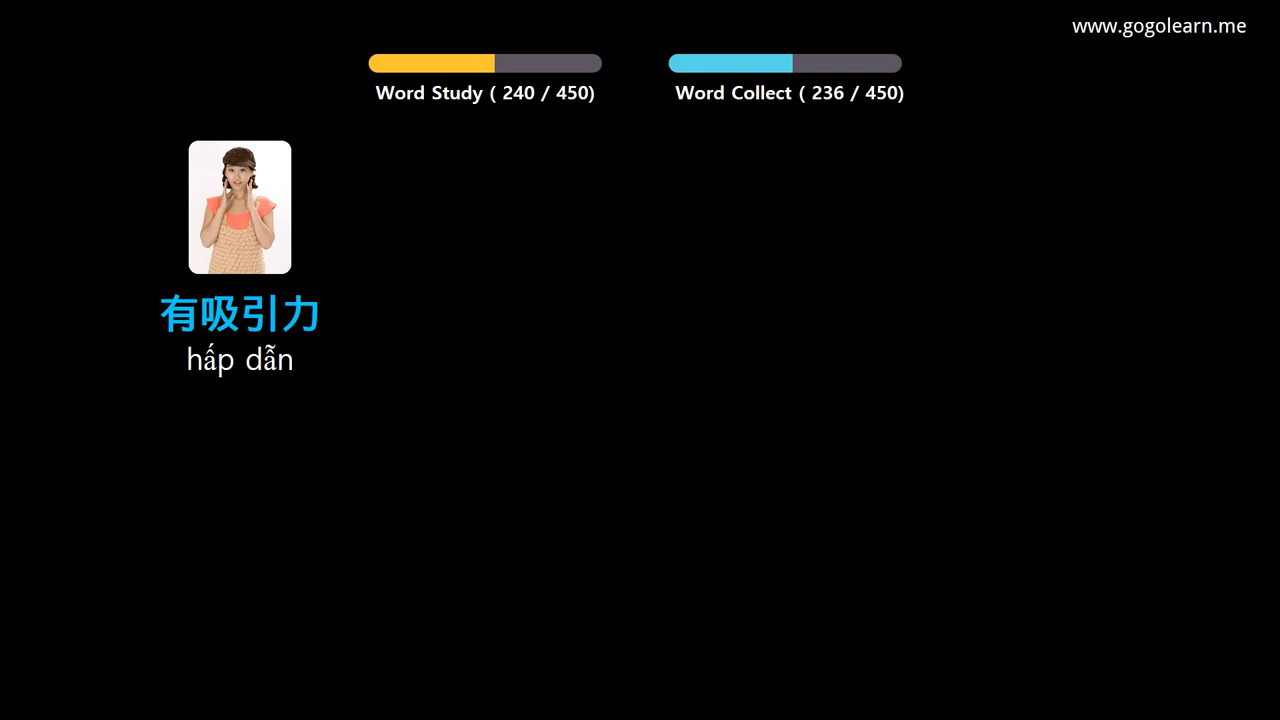 www.gogolearn.me
Word Study ( 240 / 450)
Word Collect ( 236 / 450)
有吸引力
hấp dẫn